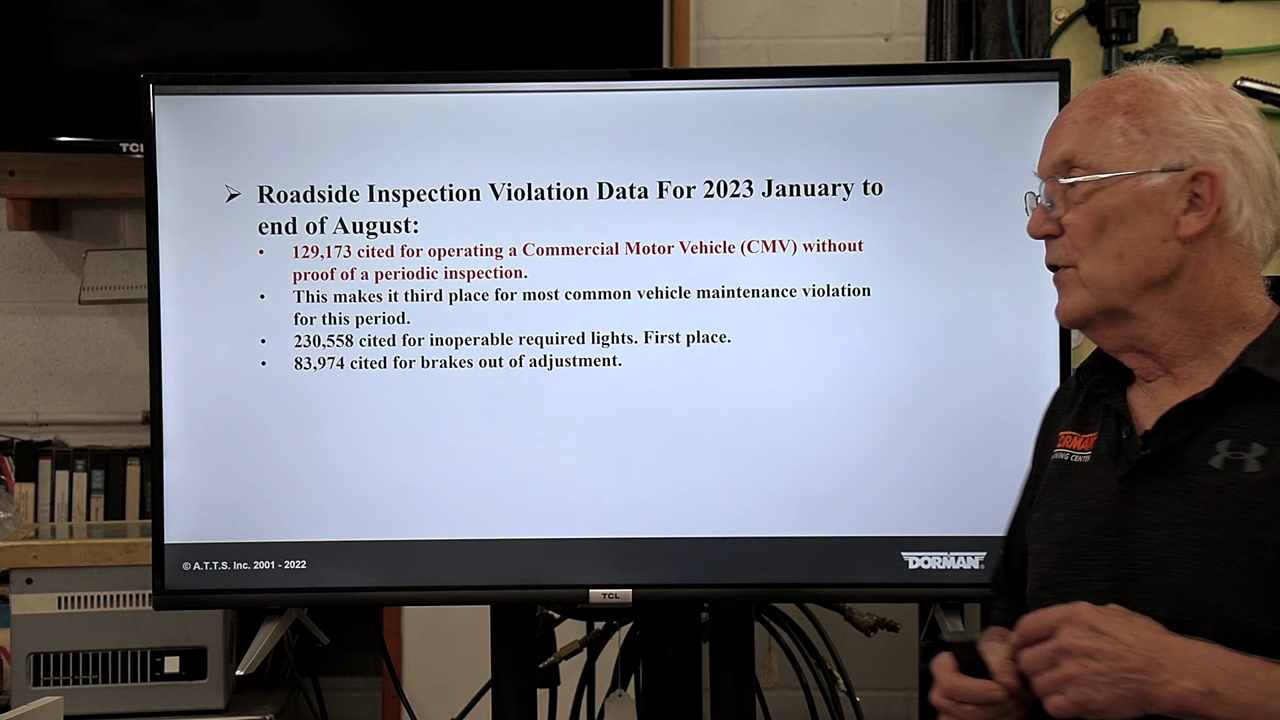 TCL
Roadside Inspection Violation Data For 2023 January to
end of August:
129,173 cited for operating a Commercial Motor Vehicle (CMV) without
proof of a periodic inspection.
This makes it third place for most common vehicle maintenance violation
for this period.
230,558 cited for inoperable required lights. First place.
83,974 cited for brakes out of adjustment.
© A.T.T.S. Inc. 2001 - 2022
DORMAN
TCL